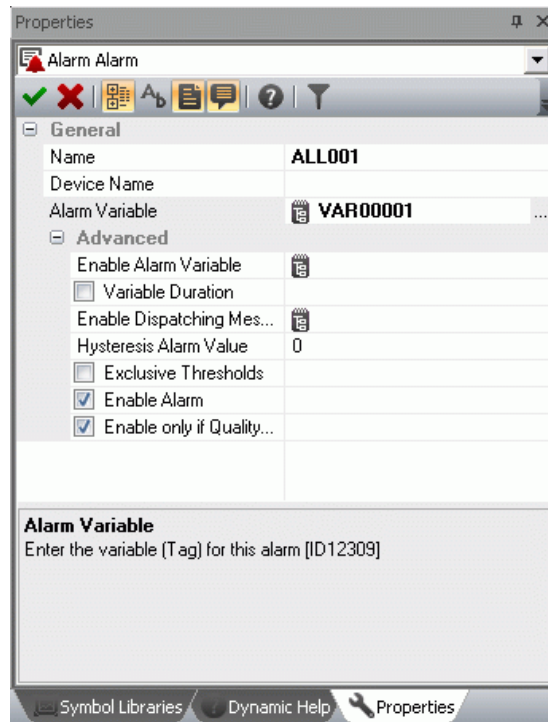 Properties
Alarm Alarm
General
Name ALL001
Device Name
Alarm Variable VAR00001 ...
Advanced
Enable Alarm Variable
Variable Duration
Enable Dispatching Mes...
Hysteresis Alarm Value 0
Exclusive Thresholds
Enable Alarm
Enable only if Quality...
Alarm Variable
Enter the variable (Tag) for this alarm [ID12309]
Symbol Libraries Dynamic Help Properties